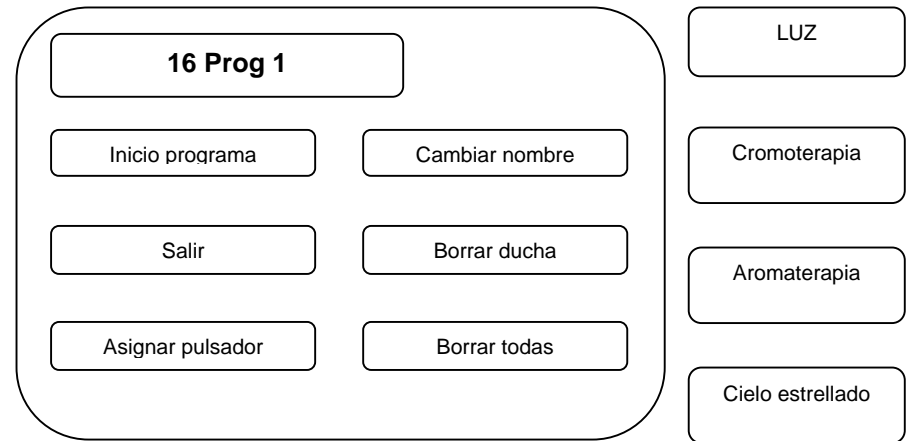 16 Prog 1
Inicio programa
Cambiar nombre
Salir
Borrar ducha
Asignar pulsador
Borrar todas
LUZ
Cromoterapia
Aromaterapia
Cielo estrellado